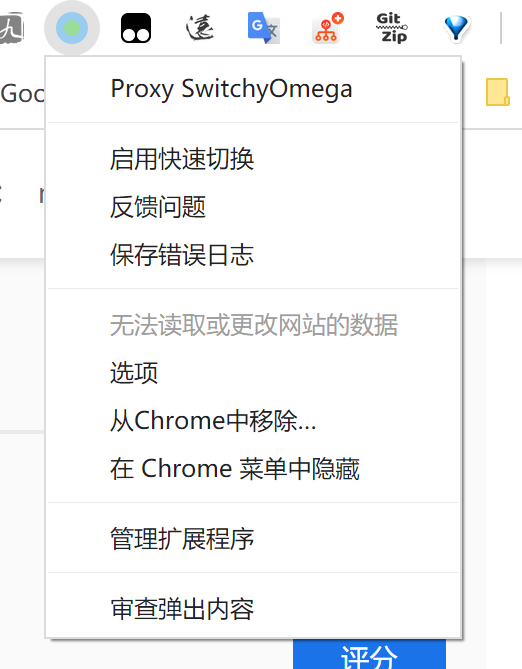 Git
Zip
Goo
Proxy SwitchyOmega
启用快速切换
反馈问题
保存错误日志
无法读取或更改网站的数据
选项
从Chrome中移除...
在 Chrome 菜单中隐藏
管理扩展程序
审查弹出内容
评分